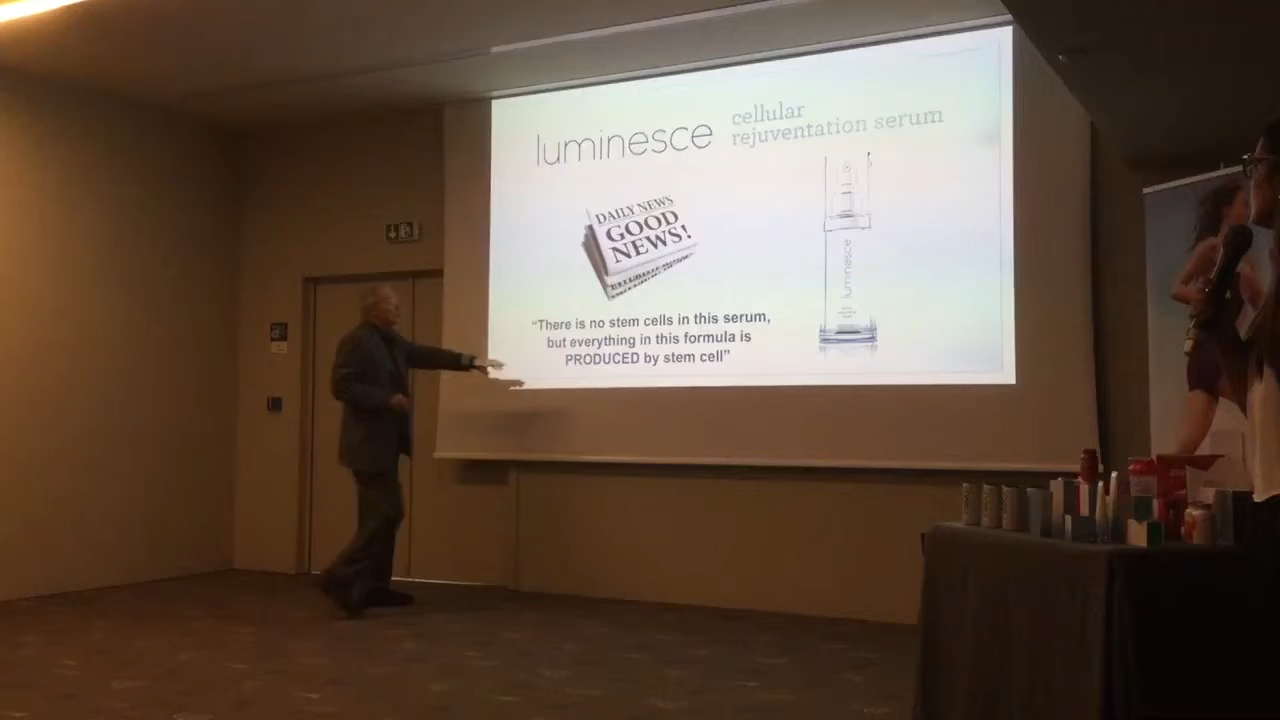 luminesce
cellular
rejuventation serum
DAILY NEWS
GOOD
NEWS!
luminesce
"There is no stem cells in this serum,
but everything in this formula is
PRODUCED by stem cell"